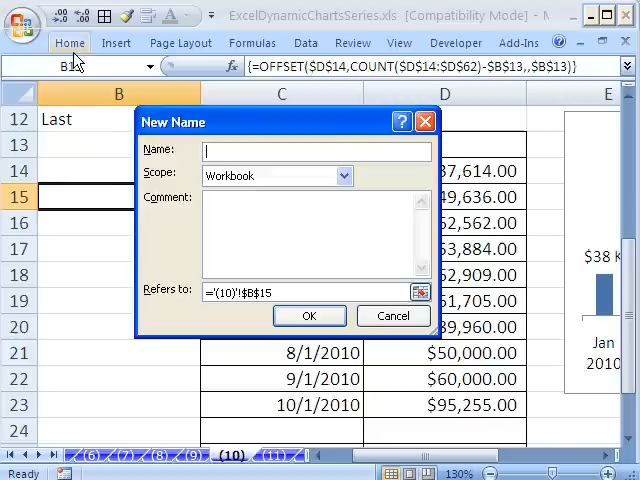 ExcelDynamicChartsSeries.xls [Compatibility Mode] -
Home Insert Page Layout Formulas Data Review View Developer Add-Ins
{=OFFSET($D$14,COUNT($D$14:$D$62)-$B$13,,$B$13)}
B C D E
12 Last
13
14 37,614.00
15 49,636.00
16 62,562.00
17 53,884.00
18 52,909.00
19 61,705.00
20 39,960.00
21 8/1/2010 $50,000.00
22 9/1/2010 $60,000.00
23 10/1/2010 $95,255.00
24
New Name
Name:
Scope: Workbook
Comment:
Refers to: ='(10)'!$B$15
OK Cancel
$38 K
Jan
2010
(6) (7) (8) (9) (10) (11)
Ready 130%